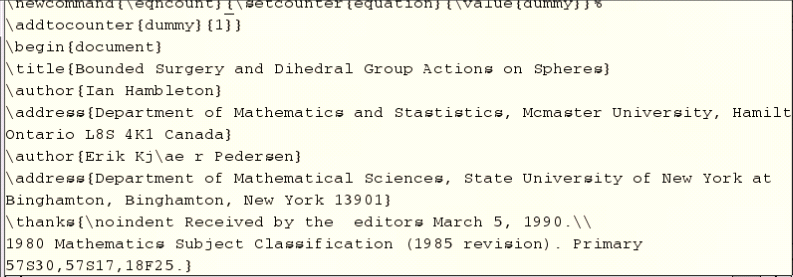 \newcommand{\eqncount}{\setcounter{equation}{\value{dummy}}%
\addtocounter{dummy}{1}}
\begin{document}
\title{Bounded Surgery and Dihedral Group Actions on Spheres}
\author{Ian Hambleton}
\address{Department of Mathematics and Stastistics, Mcmaster University, Hamilt
Ontario L8S 4K1 Canada}
\author{Erik Kj\ae r Pedersen}
\address{Department of Mathematical Sciences, State University of New York at
Binghamton, Binghamton, New York 13901}
\thanks{\noindent Received by the  editors March 5, 1990.\\
1980 Mathematics Subject Classification (1985 revision). Primary
57S30,57S17,18F25.}